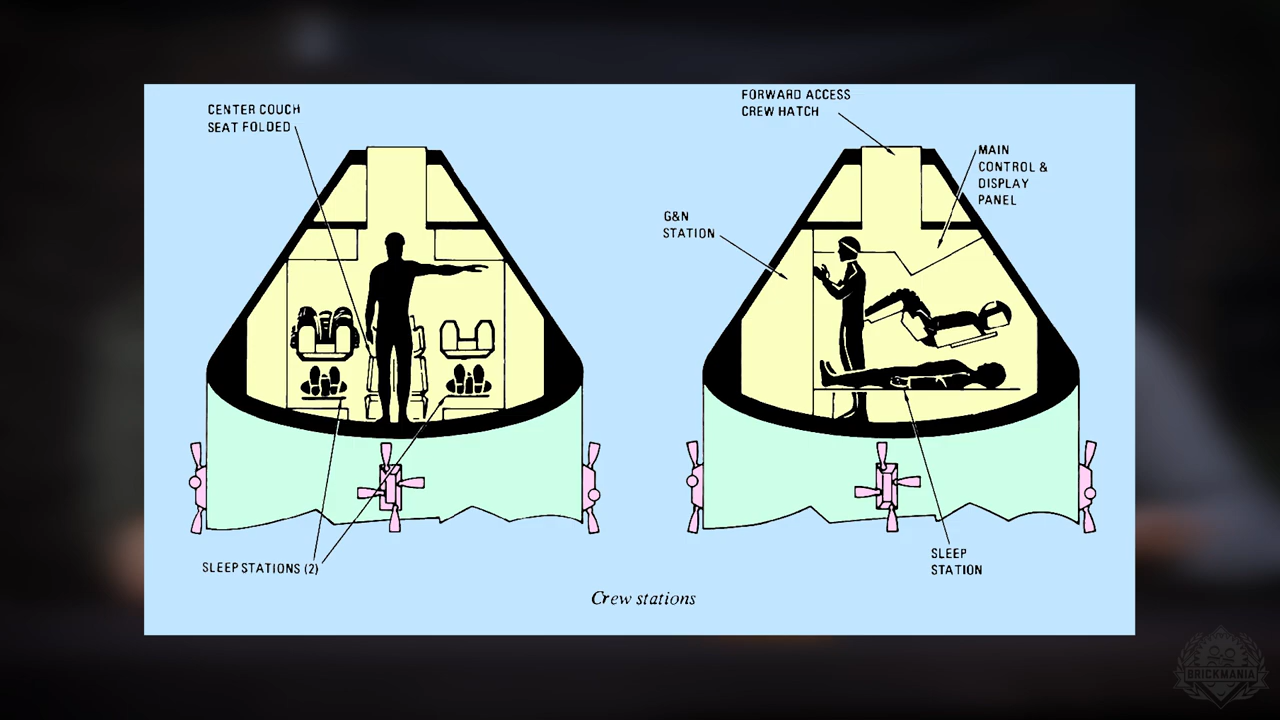 CENTER COUCH
SEAT FOLDED
SLEEP STATIONS (2)
FORWARD ACCESS
CREW HATCH
MAIN
CONTROL &
DISPLAY
PANEL
G&N
STATION
SLEEP
STATION
Crew stations
BRICKMANIA